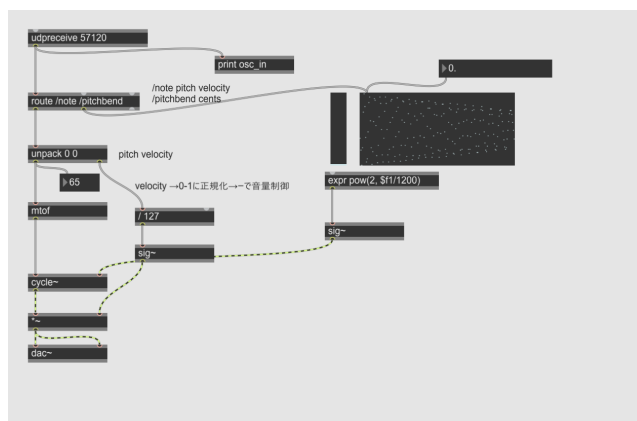 udpreceive 57120
print osc_in
0.
/note pitch velocity
/pitchbend cents
route /note /pitchbend
unpack 0 0
pitch velocity
65
velocity →0-1に正規化→~で音量制御
expr pow(2, $f1/1200)
mtof
/ 127
sig~
sig~
cycle~
*~
dac~